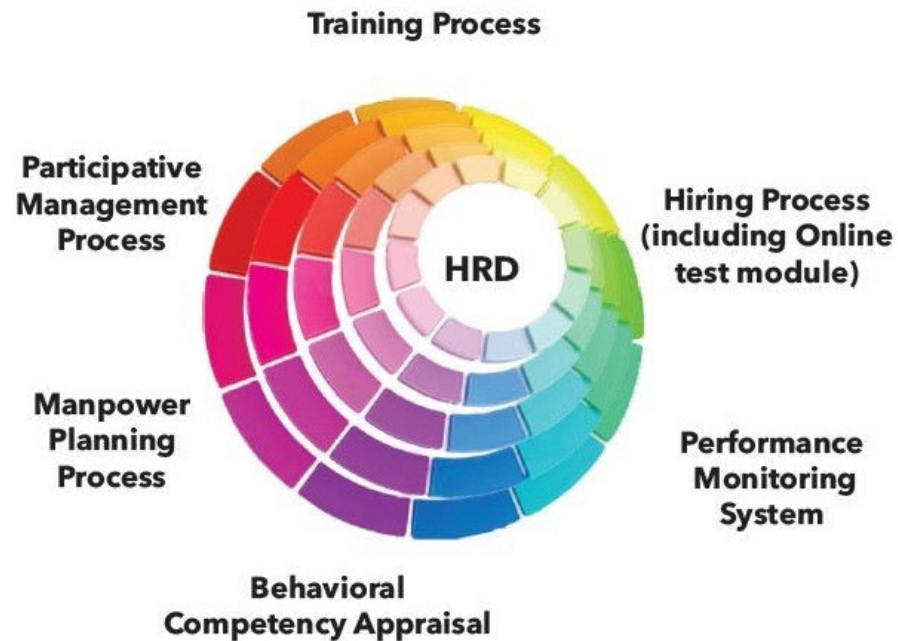 Training Process
Participative
Management
Process
Hiring Process
(including Online
test module)
HRD
Manpower
Planning
Process
Performance
Monitoring
System
Behavioral
Competency Appraisal